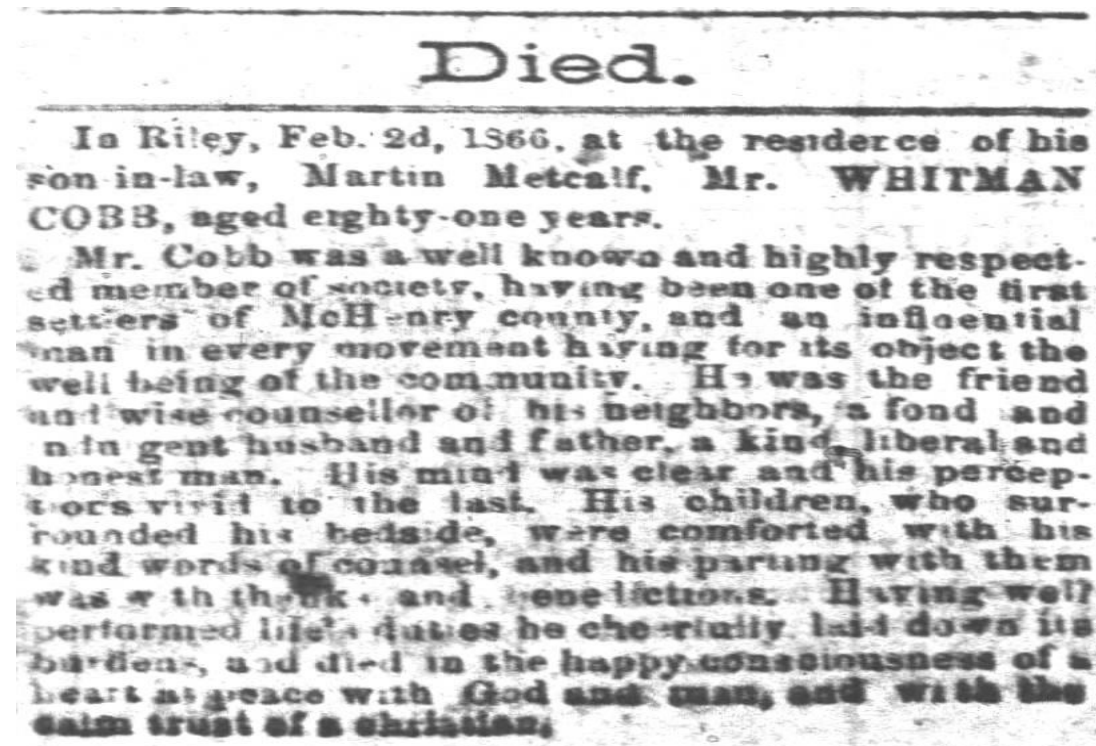 Died.
In Riley, Feb. 2d, 1866, at the residence of his
son-in-law, Martin Metcalf, Mr. WHITMAN
COBB, aged eighty-one years.
Mr. Cobb was a well known and highly respect-
ed member of society, having been one of the first
settlers of McHenry county, and an influential
man in every movement having for its object the
well being of the community. He was the friend
and wise counsellor of his neighbors, a fond and
indulgent husband and father, a kind, liberal and
honest man. His mind was clear and his percep-
tions vivid to the last. His children, who sur-
rounded his bedside, were comforted with his
kind words of counsel, and his parting with them
was with thanks and benedictions. Having well
performed life's duties he cheerfully laid down its
burdens, and died in the happy consciousness of a
heart at peace with God and man, and with the
calm trust of a christian.